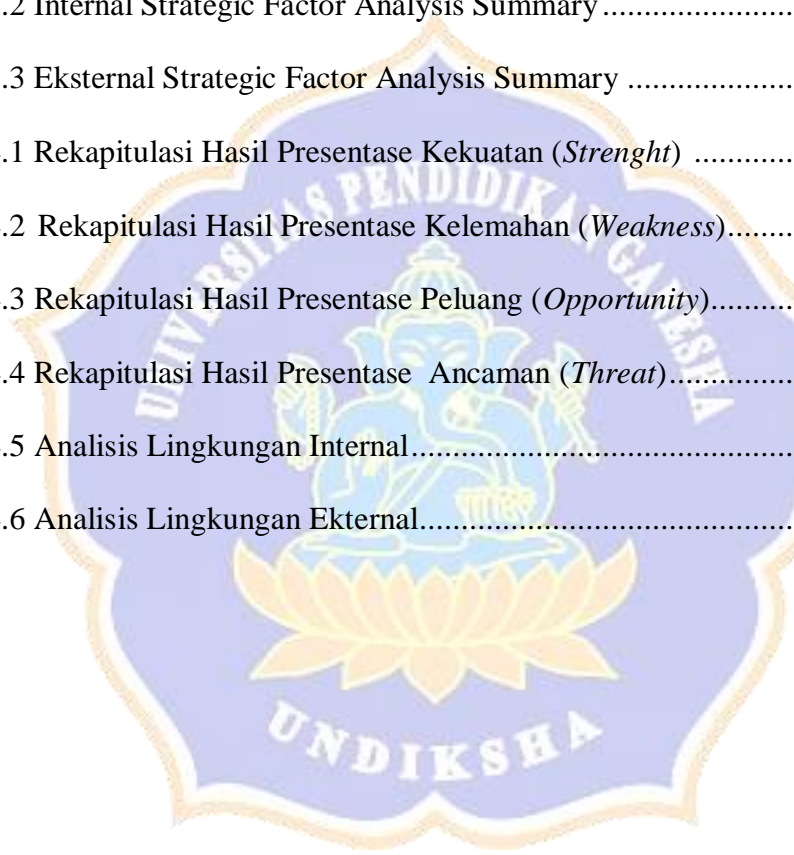 .2 Internal Strategic Factor Analysis Summary........................
.3 Eksternal Strategic Factor Analysis Summary .....................
.1 Rekapitulasi Hasil Presentase Kekuatan (Strenght) .............
.2 Rekapitulasi Hasil Presentase Kelemahan (Weakness)........
.3 Rekapitulasi Hasil Presentase Peluang (Opportunity)..........
.4 Rekapitulasi Hasil Presentase Ancaman (Threat)...............
.5 Analisis Lingkungan Internal................................................
.6 Analisis Lingkungan Ekternal...............................................
UNIVERSITAS PENDIDIKAN GANESHA
UNDIKSHA